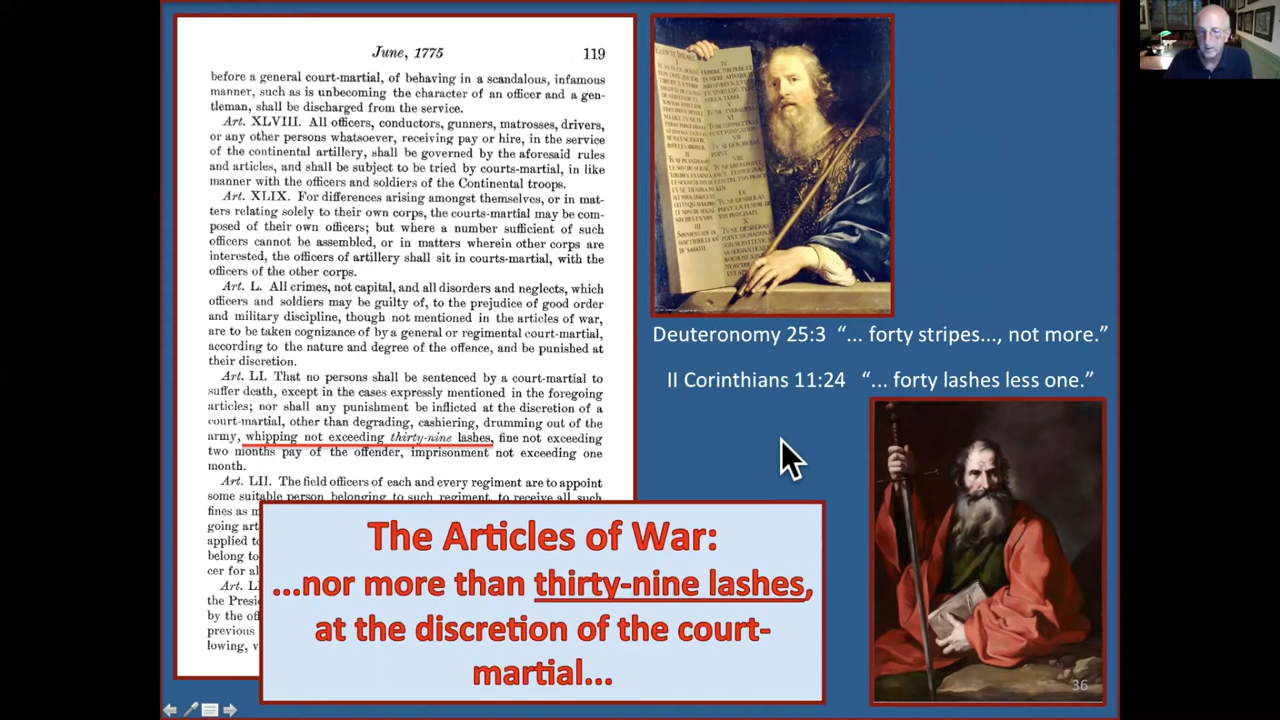 June, 1775
119
before a general court-martial, of behaving in a scandalous, infamous
manner, such as is unbecoming the character of an officer and a gen-
tleman, shall be discharged from the service.
Art. XLVIII. All officers, conductors, gunners, matrosses, drivers,
or any other persons whatsoever, receiving pay or hire, in the service
of the continental artillery, shall be governed by the aforesaid rules
and articles, and shall be subject to be tried by courts-martial, in like
manner with the officers and soldiers of the Continental troops.
Art. XLIX. For differences arising amongst themselves, or in mat-
ters relating solely to their own corps, the courts-martial may be com-
posed of their own officers; but where a number sufficient of such
officers cannot be assembled, or in matters wherein other corps are
interested, the officers of artillery shall sit in courts-martial, with the
officers of the other corps.
Art. L. All crimes, not capital, and all disorders and neglects, which
officers and soldiers may be guilty of, to the prejudice of good order
and military discipline, though not mentioned in the articles of war,
are to be taken cognizance of by a general or regimental court-martial,
according to the nature and degree of the offence, and be punished at
their discretion.
Art. LI. That no persons shall be sentenced by a court-martial to
suffer death, except in the cases expressly mentioned in the foregoing
articles; nor shall any punishment be inflicted at the discretion of a
court-martial, other than degrading, cashiering, drumming out of the
army, whipping not exceeding thirty-nine lashes, fine not exceeding
two months pay of the offender, imprisonment not exceeding one
month.
Art. LII. The field officers of each and every regiment are to appoint
some suitable person belonging to such regiment, to receive all such
fines as
going art
applied to
belong to
cer for al
Art.
the Presi
by the off
previous
lowing, v
The Articles of War:
...nor more than thirty-nine lashes,
at the discretion of the court-
martial...
Deuteronomy 25:3 “... forty stripes..., not more.”
II Corinthians 11:24 “... forty lashes less one.”
36